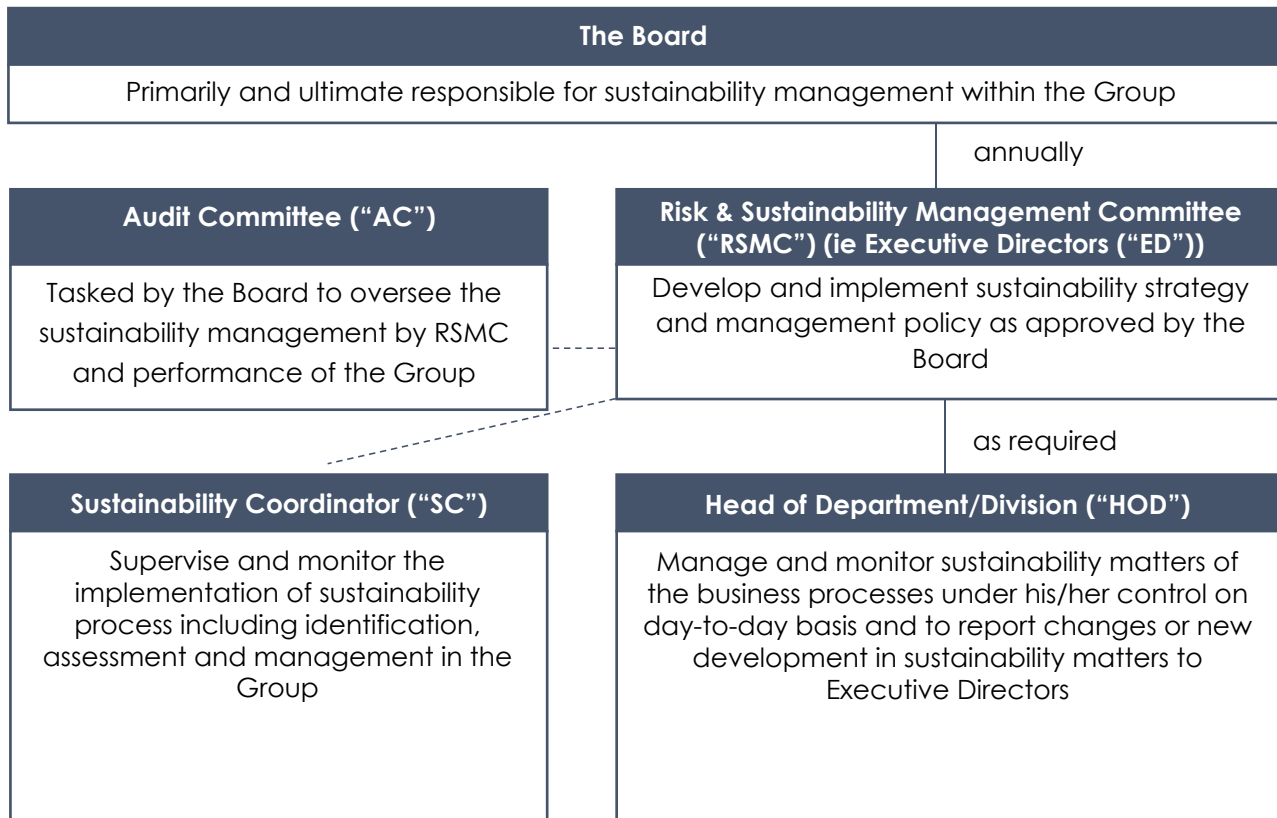 The Board
Primarily and ultimate responsible for sustainability management within the Group
annually
Audit Committee (“AC”)
Tasked by the Board to oversee the
sustainability management by RSMC
and performance of the Group
Risk & Sustainability Management Committee
(“RSMC”) (ie Executive Directors (“ED”))
Develop and implement sustainability strategy
and management policy as approved by the
Board
as required
Sustainability Coordinator (“SC”)
Supervise and monitor the
implementation of sustainability
process including identification,
assessment and management in the
Group
Head of Department/Division (“HOD”)
Manage and monitor sustainability matters of
the business processes under his/her control on
day-to-day basis and to report changes or new
development in sustainability matters to
Executive Directors